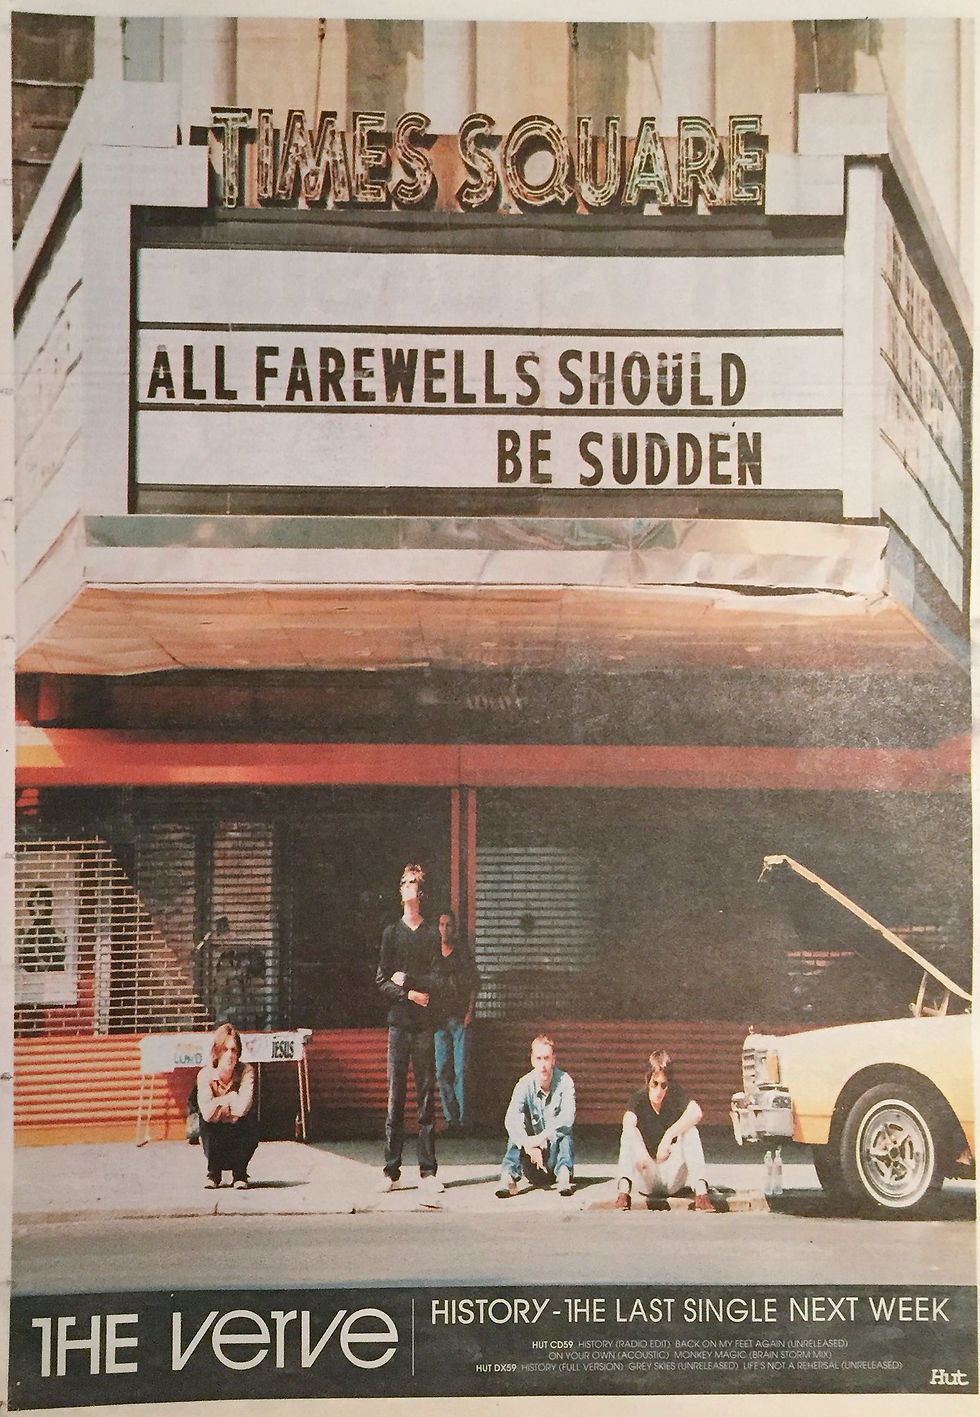 TIMES SQUARE
ALL FAREWELLS SHOULD
BE SUDDEN
JESUS
THE VERVE
HISTORY - THE LAST SINGLE NEXT WEEK
HUT CD59 HISTORY (RADIO EDIT) BACK ON MY FEET AGAIN (UNRELEASED)
ON YOUR OWN (ACOUSTIC) MONKEY MAGIC (BRAIN STORM MIX)
HUT DX59 HISTORY (FULL VERSION) GREY SKIES (UNRELEASED) LIFE'S NOT A REHERSAL (UNRELEASED)
Hut